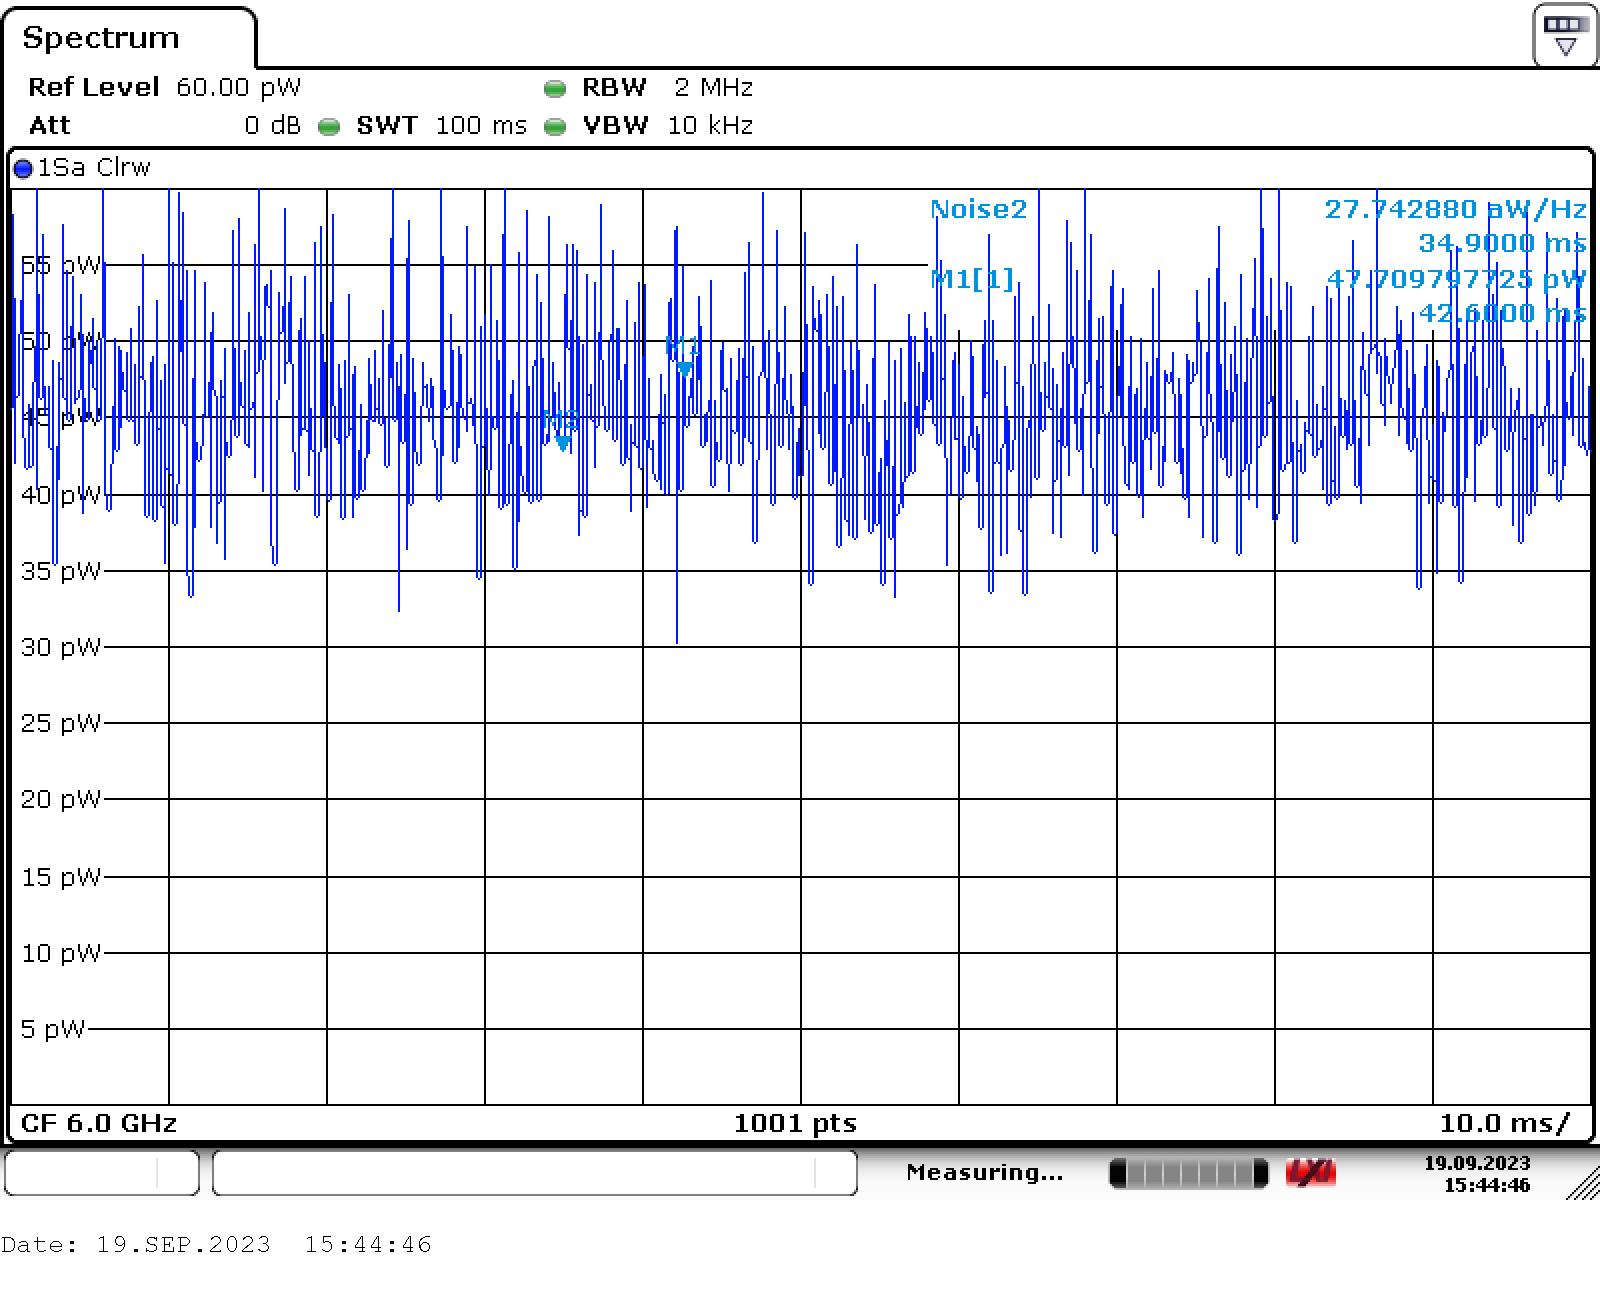 Spectrum
Ref Level 60.00 pW RBW 2 MHz
Att 0 dB SWT 100 ms VBW 10 kHz
1Sa Clrw
Noise2 27.742880 aW/Hz
34.9000 ms
M1[1] 47.709797725 pW
42.6000 ms
55 pW
50 pW
M1
45 pW
M2
40 pW
35 pW
30 pW
25 pW
20 pW
15 pW
10 pW
5 pW
CF 6.0 GHz 1001 pts 10.0 ms/
Measuring... LXI 19.09.2023
15:44:46
Date: 19.SEP.2023 15:44:46